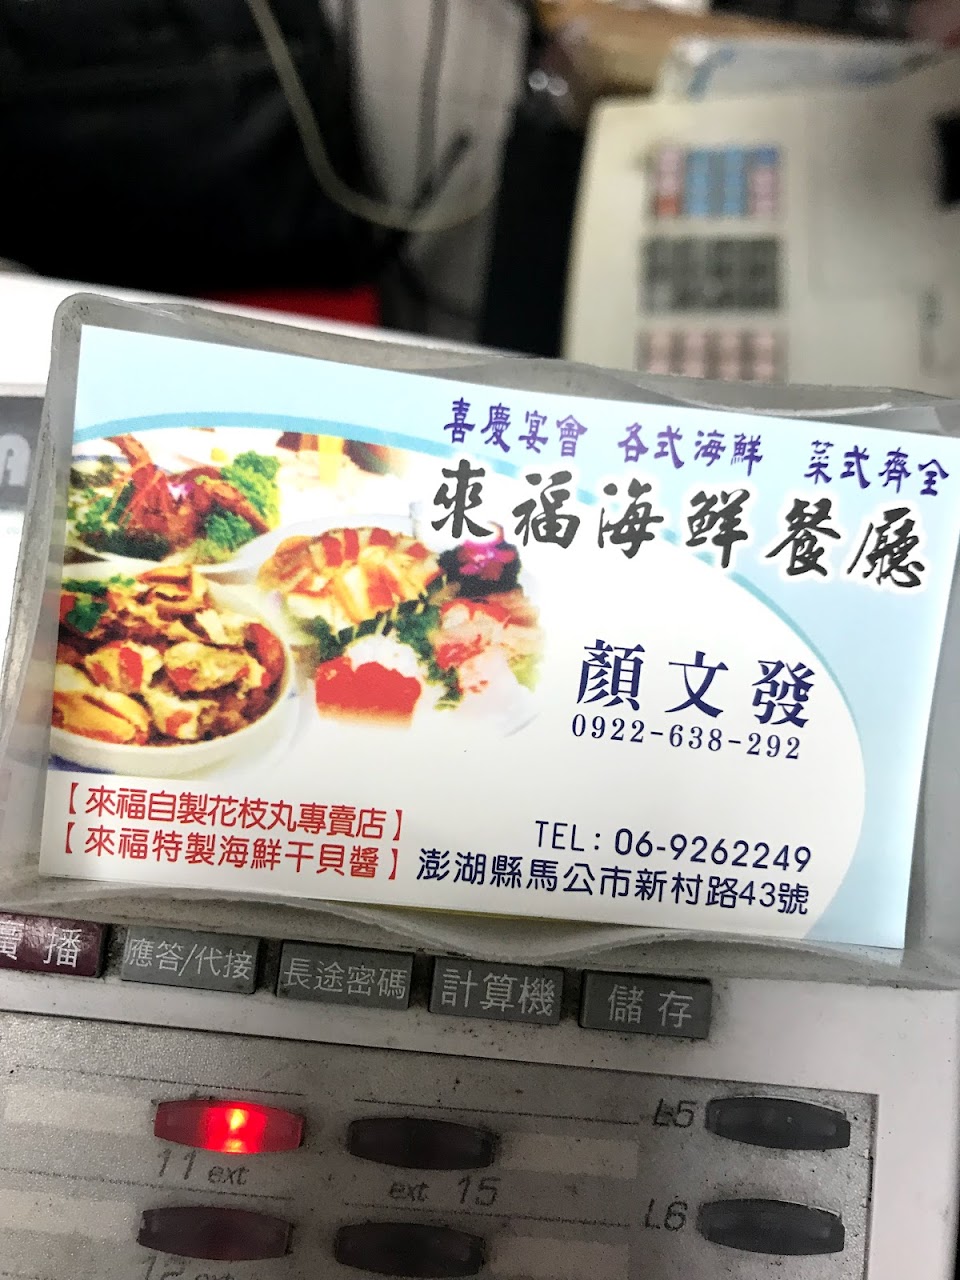 喜慶宴會 各式海鮮 菜式齊全
來福海鮮餐廳
顏文發
0922-638-292
【來福自製花枝丸專賣店】
【來福特製海鮮干貝醬】
TEL: 06-9262249
澎湖縣馬公市新村路43號
廣播
應答/代接
長途密碼
計算機
儲存
L5
11 ext
ext 15
L6
12 ext